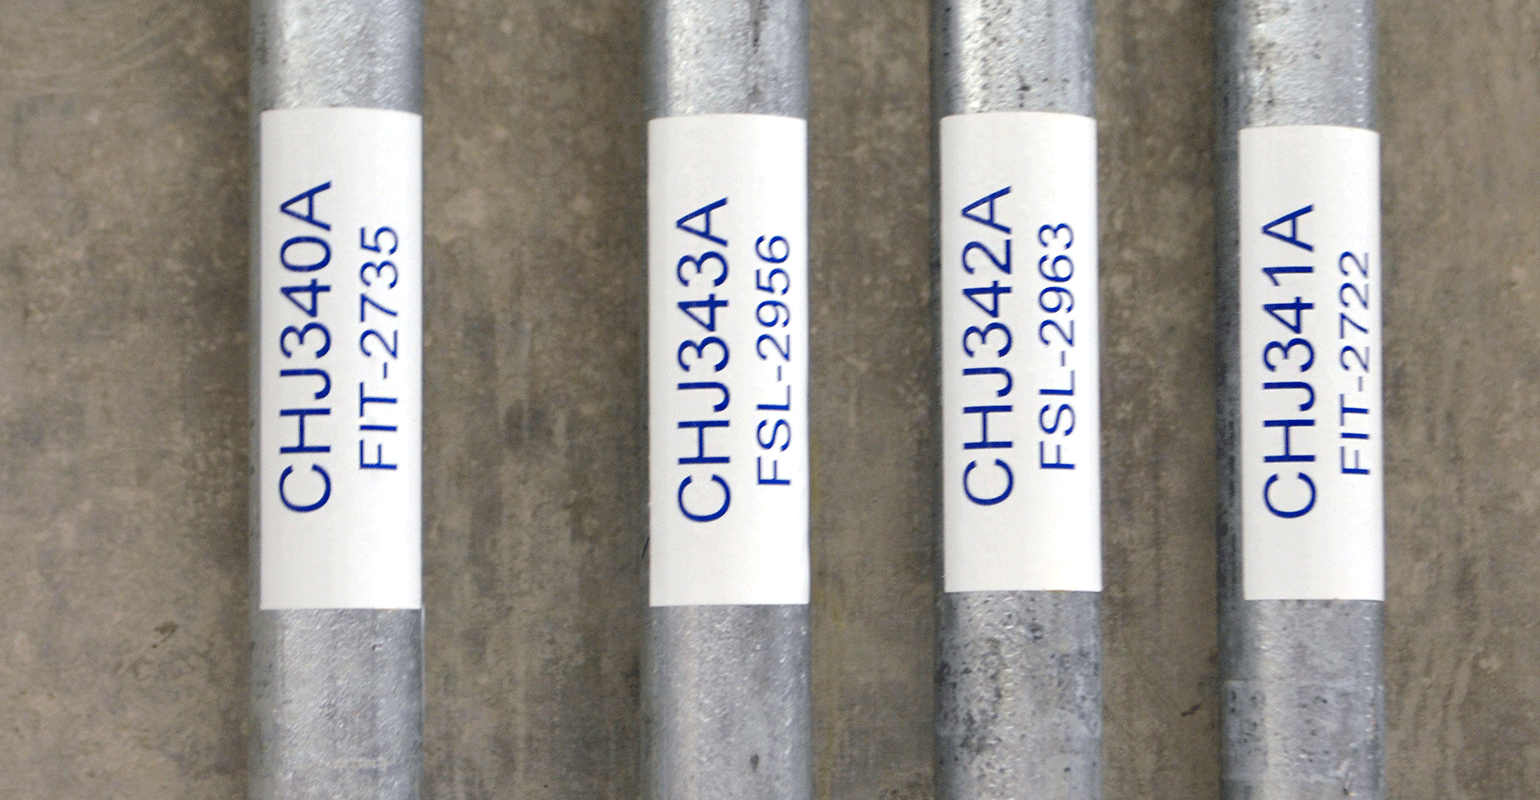 CHJ340A
FIT-2735
CHJ343A
FSL-2956
CHJ342A
FSL-2963
CHJ341A
FIT-2722